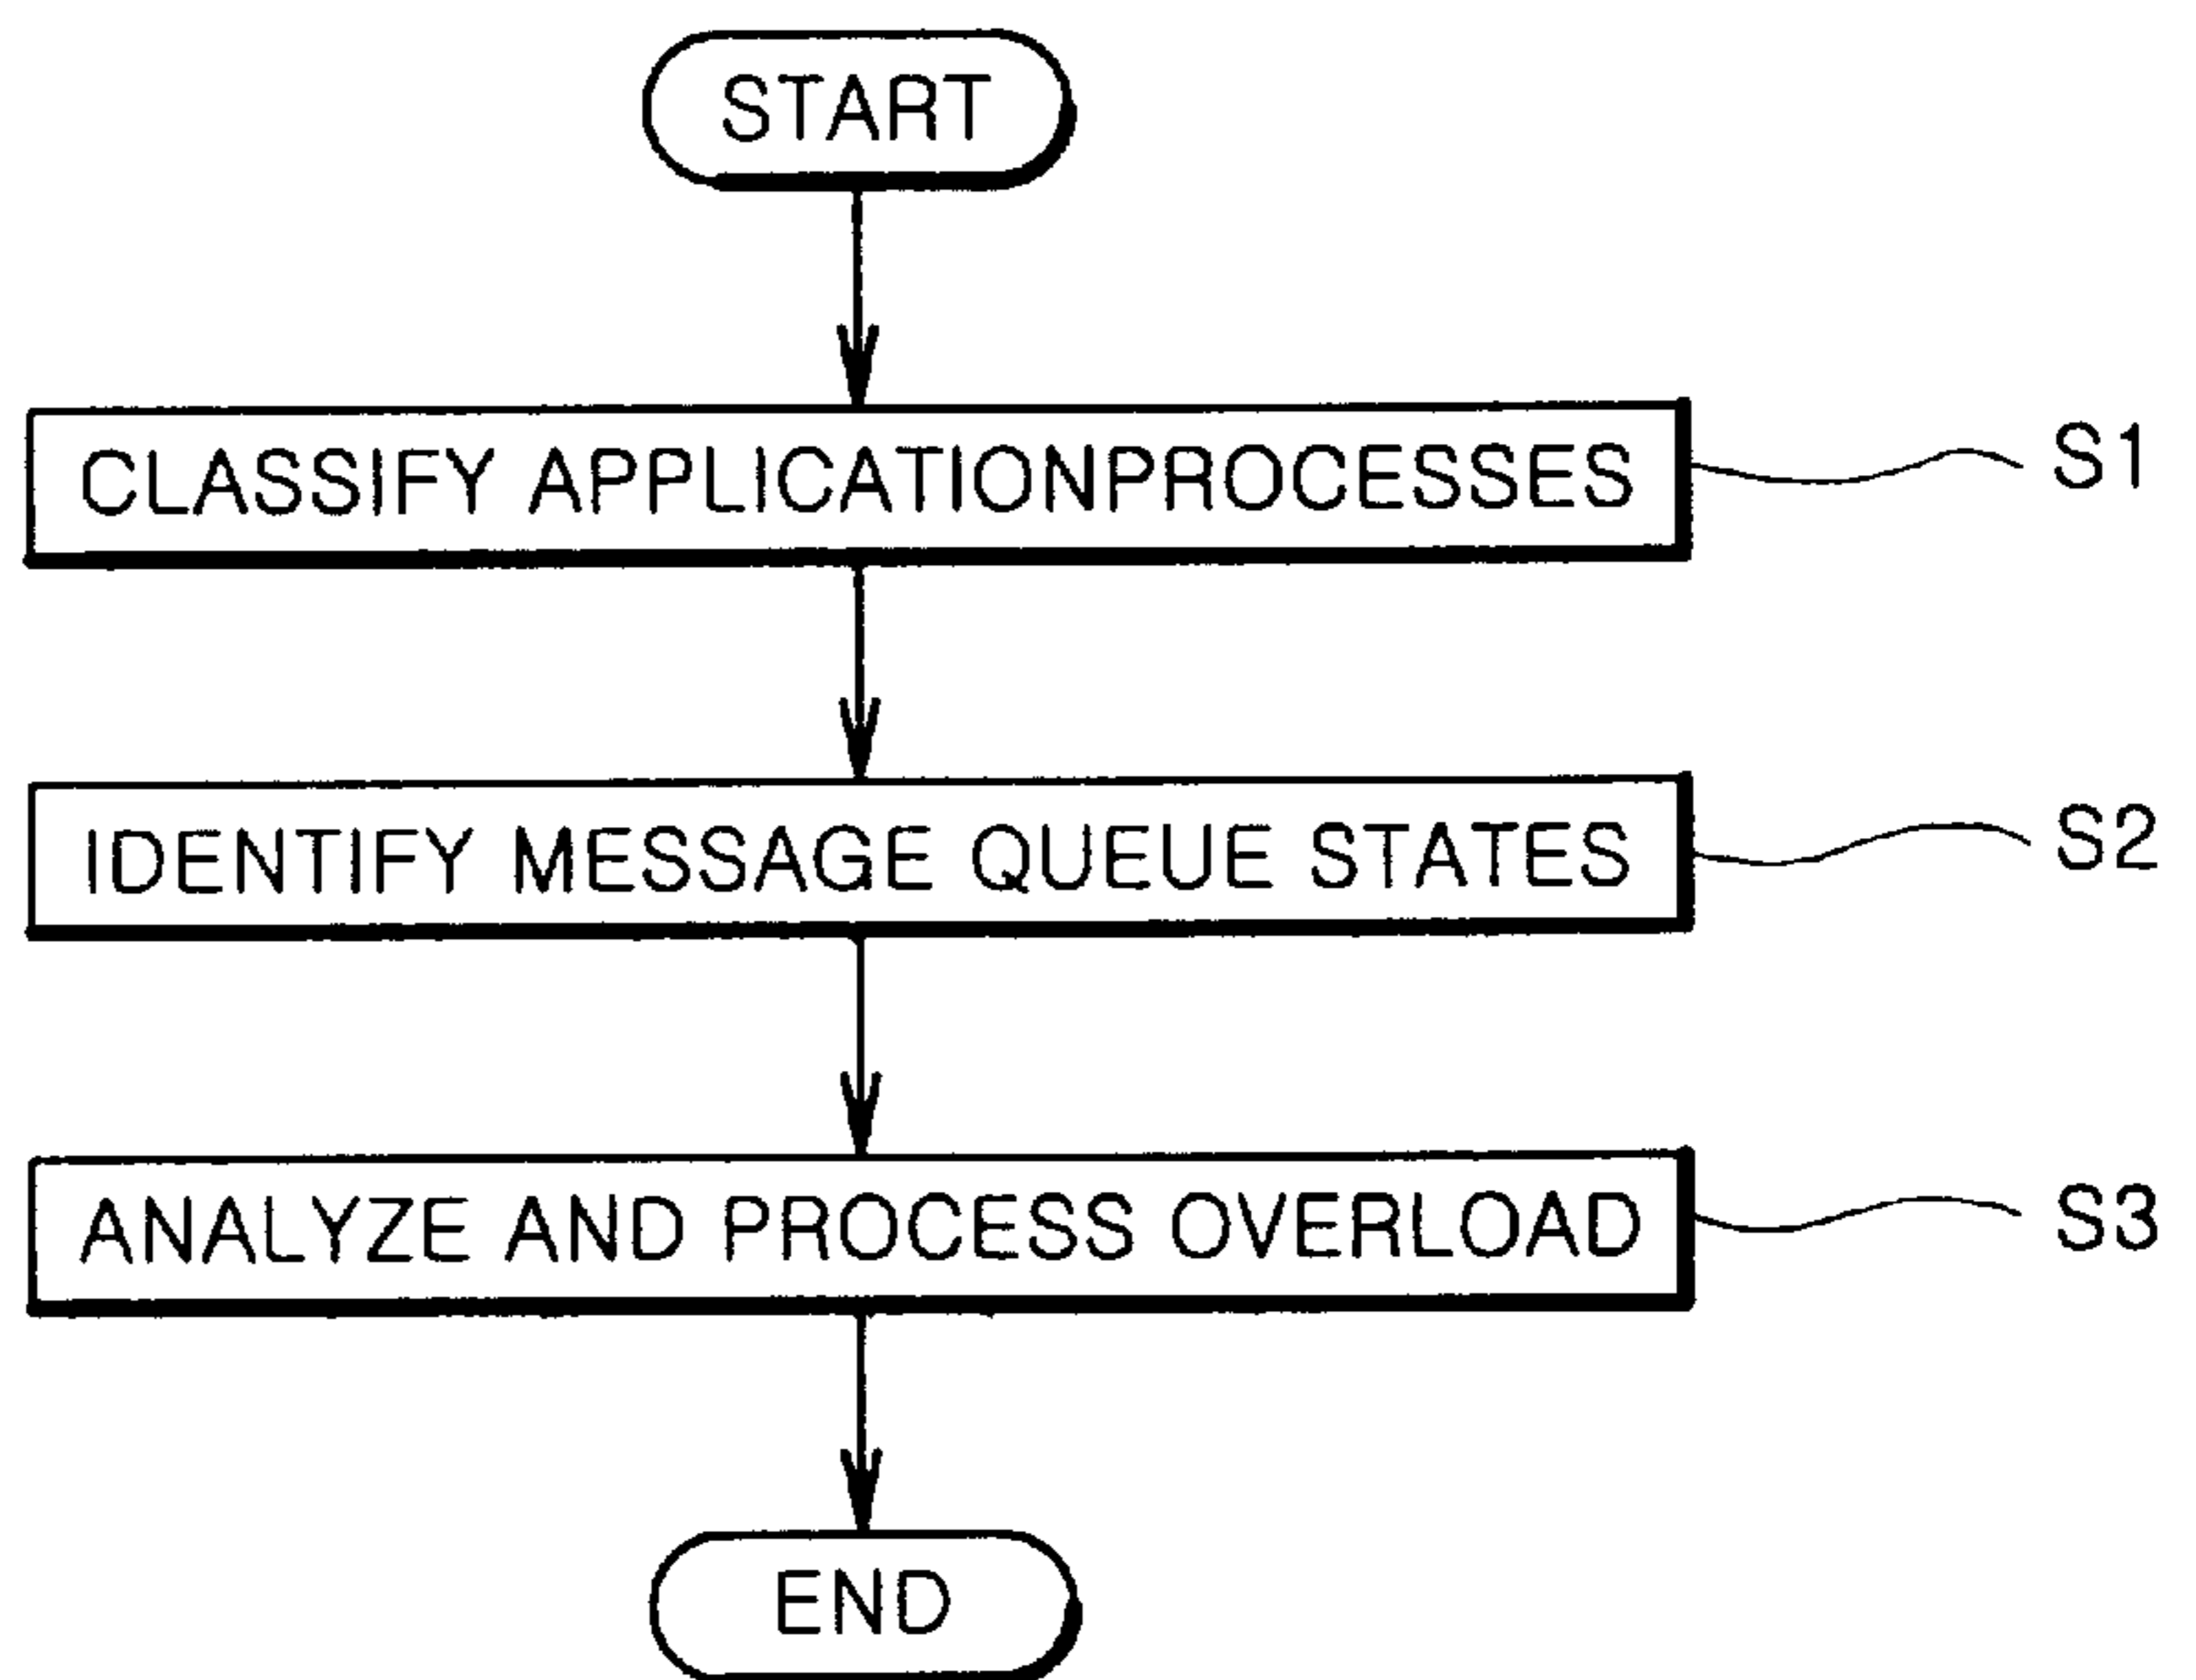 START
CLASSIFY APPLICATIONPROCESSES
S1
IDENTIFY MESSAGE QUEUE STATES
S2
ANALYZE AND PROCESS OVERLOAD
S3
END